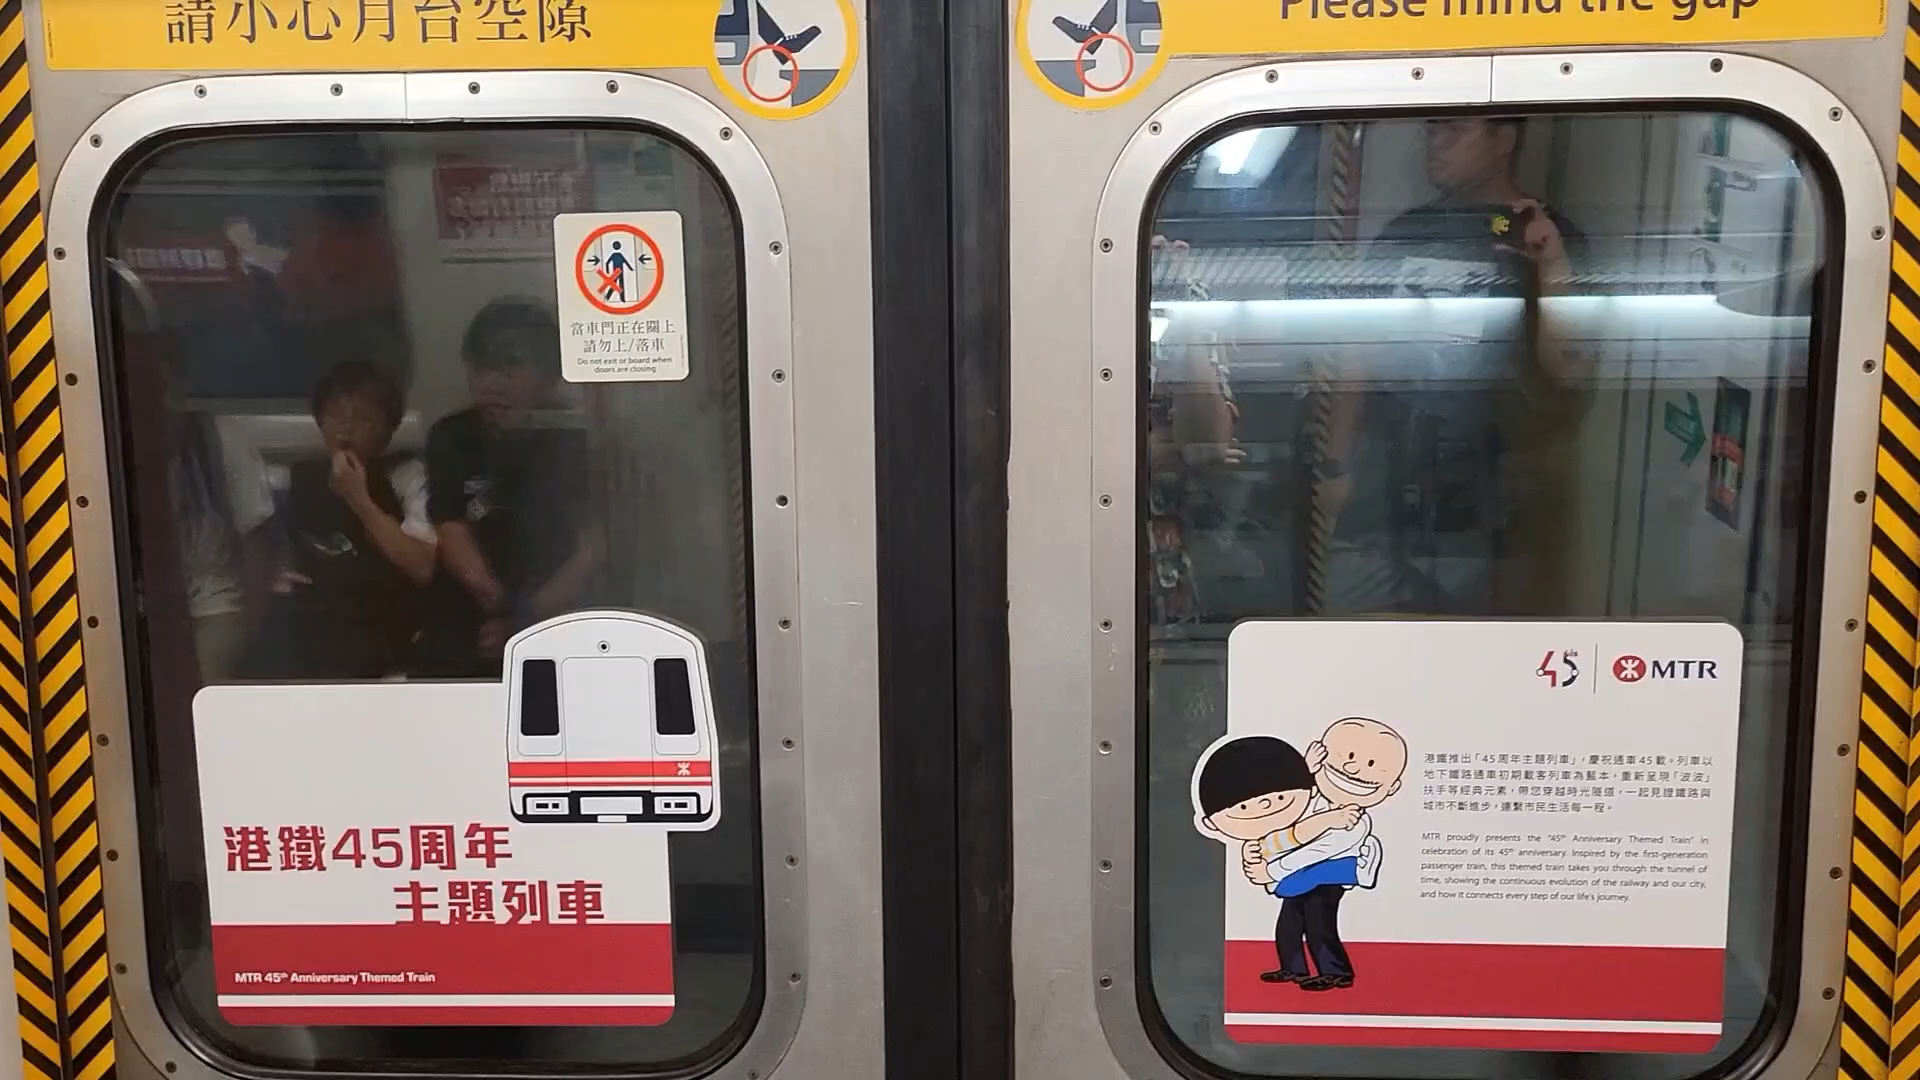 請小心月台空隙
Please mind the gap
當車門正在關上
請勿上/落車
Do not exit or board when
doors are closing
港鐵45周年
主題列車
MTR 45th Anniversary Themed Train
45
MTR
港鐵推出「45周年主題列車」，慶祝通車45載。列車以
地下鐵路通車初期載客列車為藍本，重新呈現「波波」
扶手等經典元素，帶您穿越時光隧道，一起見證鐵路與
城市不斷進步，連繫市民生活每一程。
MTR proudly presents the "45th Anniversary Themed Train" in
celebration of its 45th anniversary. Inspired by the first-generation
passenger train, this themed train takes you through the tunnel of
time, showing the continuous evolution of the railway and our city,
and how it connects every step of our life's journey.